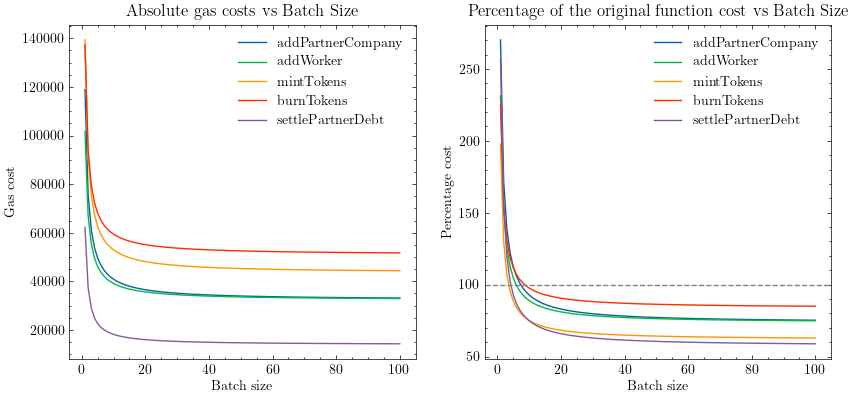 Absolute gas costs vs Batch Size
Gas cost
140000
120000
100000
80000
60000
40000
20000
addPartnerCompany
addWorker
mintTokens
burnTokens
settlePartnerDebt
0 20 40 60 80 100
Batch size
Percentage of the original function cost vs Batch Size
Percentage cost
250
200
150
100
50
addPartnerCompany
addWorker
mintTokens
burnTokens
settlePartnerDebt
0 20 40 60 80 100
Batch size